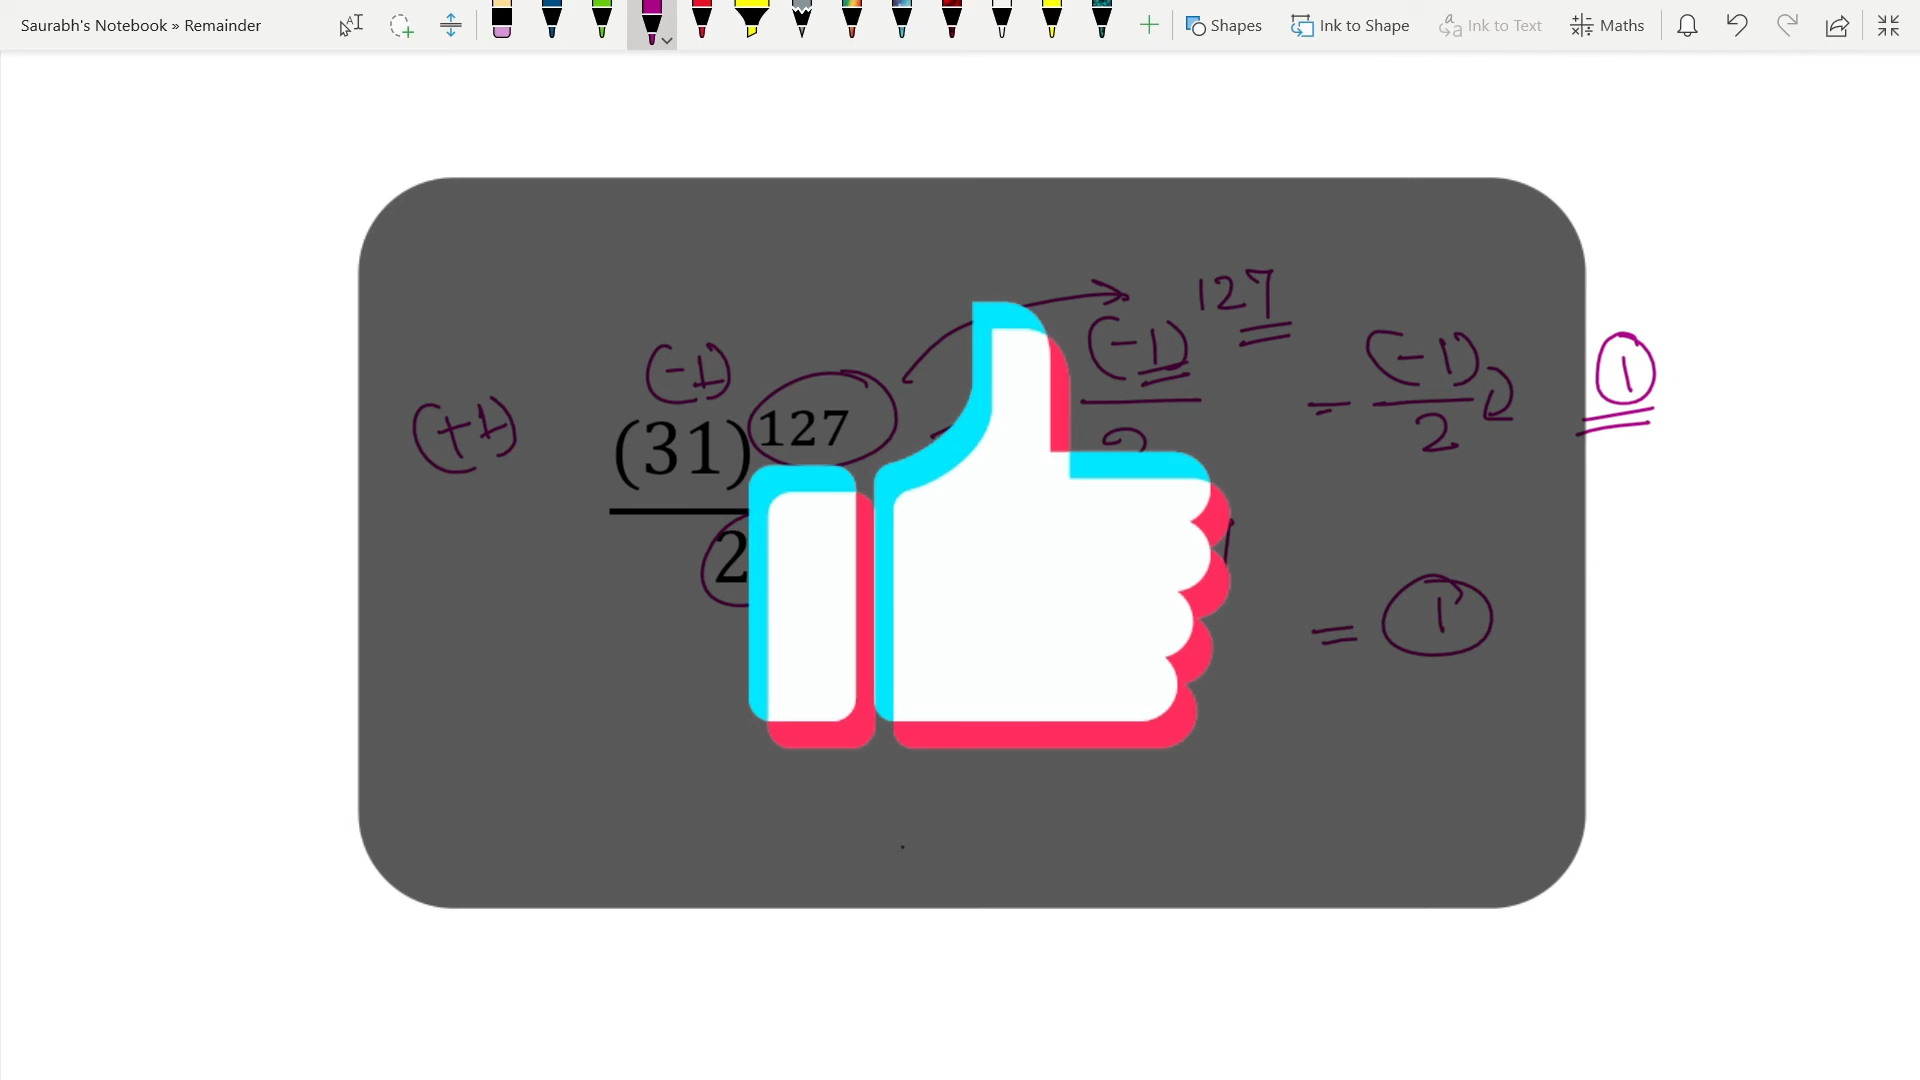 Saurabh's Notebook » Remainder
Shapes
Ink to Shape
Ink to Text
Maths
127
(-1)
(-1)
(-1)
1
(+1)
(31)¹²⁷
2
= 2
= 1